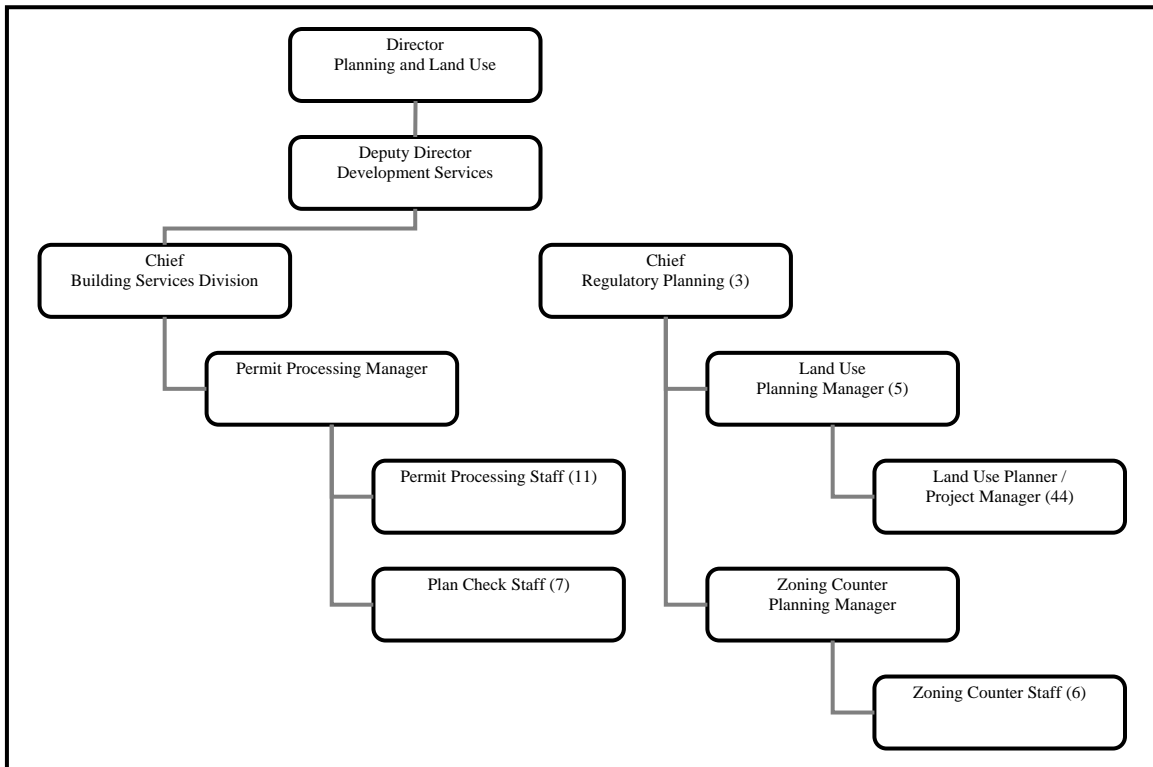 Director
Planning and Land Use
Deputy Director
Development Services
Chief
Building Services Division
Chief
Regulatory Planning (3)
Permit Processing Manager
Land Use
Planning Manager (5)
Permit Processing Staff (11)
Land Use Planner /
Project Manager (44)
Plan Check Staff (7)
Zoning Counter
Planning Manager
Zoning Counter Staff (6)